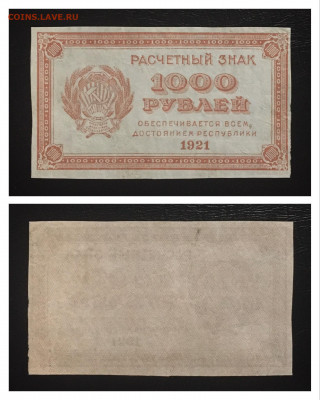 COINS.LAVE.RU
РАСЧЕТНЫЙ ЗНАК
1000
РУБЛЕЙ
ОБЕСПЕЧИВАЕТСЯ ВСЕМ
ДОСТОЯНИЕМ РЕСПУБЛИКИ
1921